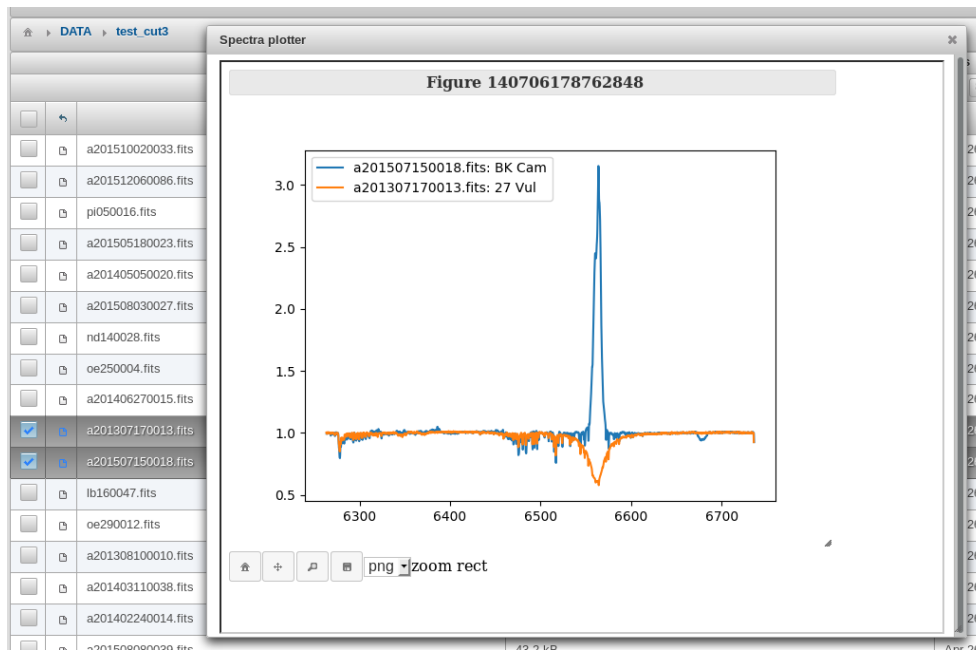 DATA test_cut3
Spectra plotter
Figure 140706178762848
a201507150018.fits: BK Cam
a201307170013.fits: 27 Vul
3.0
2.5
2.0
1.5
1.0
0.5
6300 6400 6500 6600 6700
png zoom rect
a201510020033.fits
a201512060086.fits
pi050016.fits
a201505180023.fits
a201405050020.fits
a201508030027.fits
nd140028.fits
oe250004.fits
a201406270015.fits
a201307170013.fits
a201507150018.fits
lb160047.fits
oe290012.fits
a201308100010.fits
a201403110038.fits
a201402240014.fits
a201508080039.fits 43.2 kB